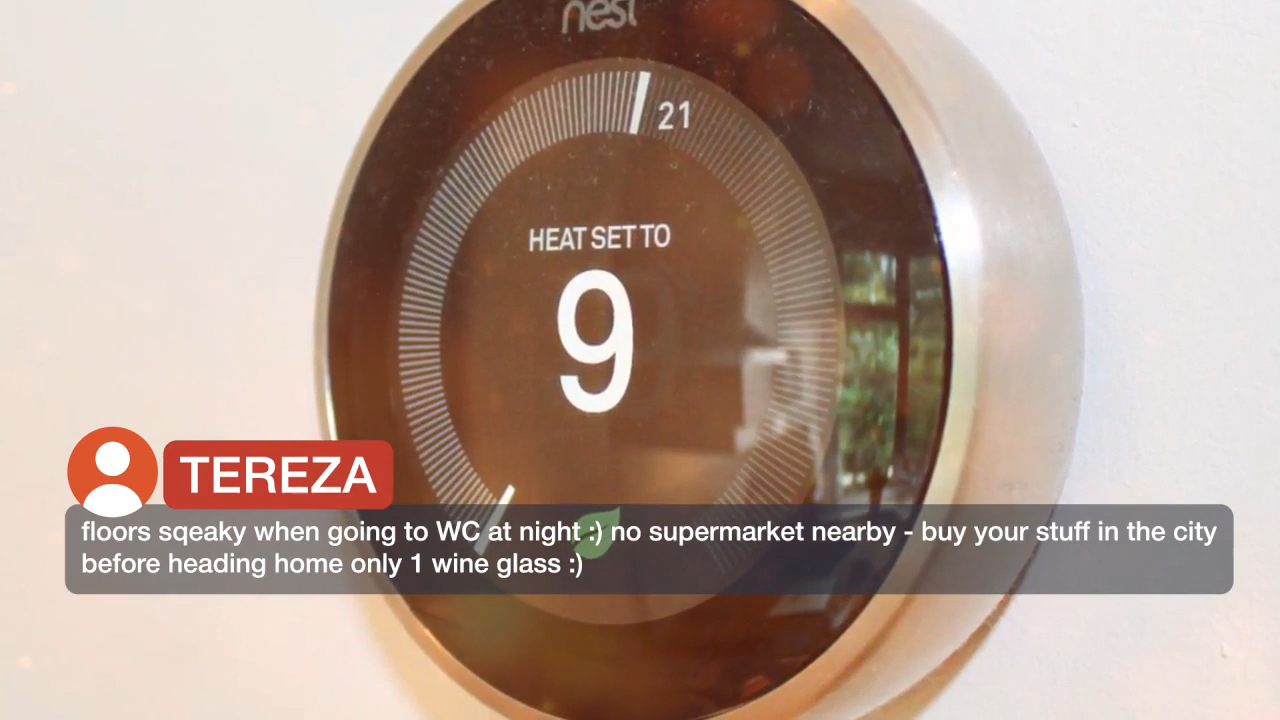 nest
21
HEAT SET TO
9
TEREZA
floors sqeaky when going to WC at night :) no supermarket nearby - buy your stuff in the city
before heading home only 1 wine glass :)